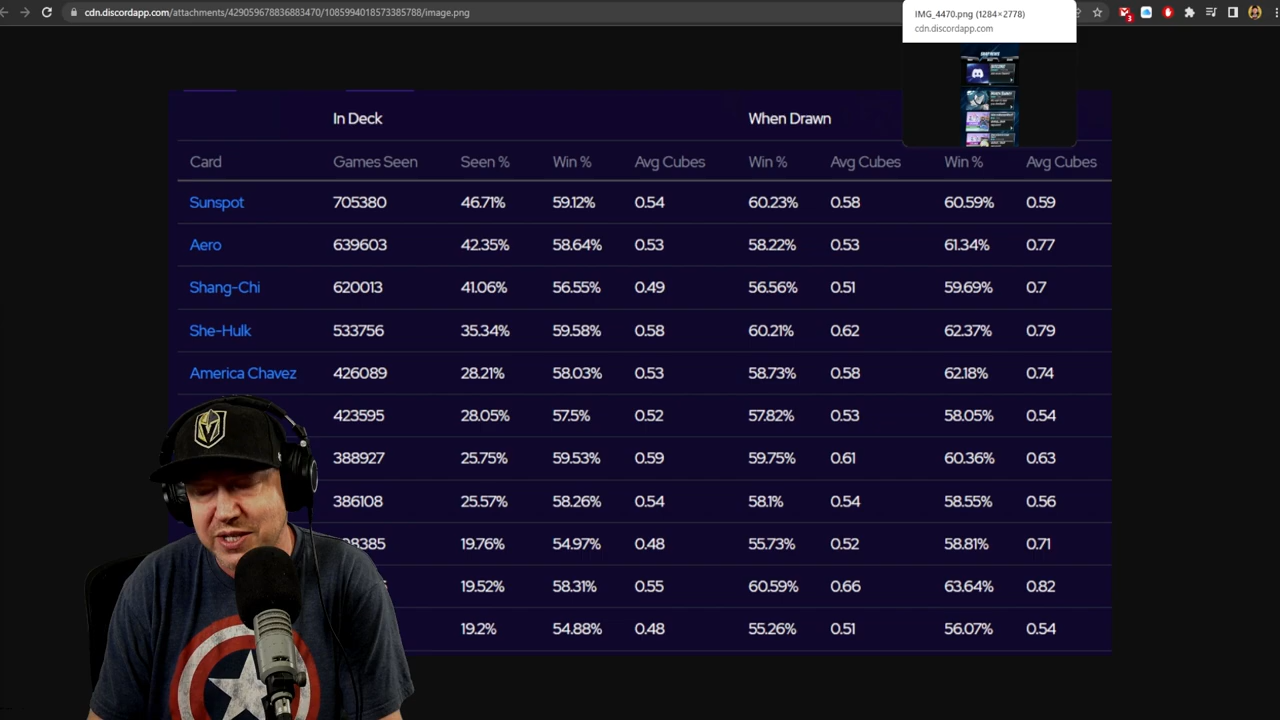 cdn.discordapp.com/attachments/429059678836883470/1085994018573385788/image.png
IMG_4470.png (1284×2778)
cdn.discordapp.com
3
In Deck When Drawn
Card Games Seen Seen % Win % Avg Cubes Win % Avg Cubes Win % Avg Cubes
Sunspot 705380 46.71% 59.12% 0.54 60.23% 0.58 60.59% 0.59
Aero 639603 42.35% 58.64% 0.53 58.22% 0.53 61.34% 0.77
Shang-Chi 620013 41.06% 56.55% 0.49 56.56% 0.51 59.69% 0.7
She-Hulk 533756 35.34% 59.58% 0.58 60.21% 0.62 62.37% 0.79
America Chavez 426089 28.21% 58.03% 0.53 58.73% 0.58 62.18% 0.74
423595 28.05% 57.5% 0.52 57.82% 0.53 58.05% 0.54
388927 25.75% 59.53% 0.59 59.75% 0.61 60.36% 0.63
386108 25.57% 58.26% 0.54 58.1% 0.54 58.55% 0.56
8385 19.76% 54.97% 0.48 55.73% 0.52 58.81% 0.71
19.52% 58.31% 0.55 60.59% 0.66 63.64% 0.82
19.2% 54.88% 0.48 55.26% 0.51 56.07% 0.54